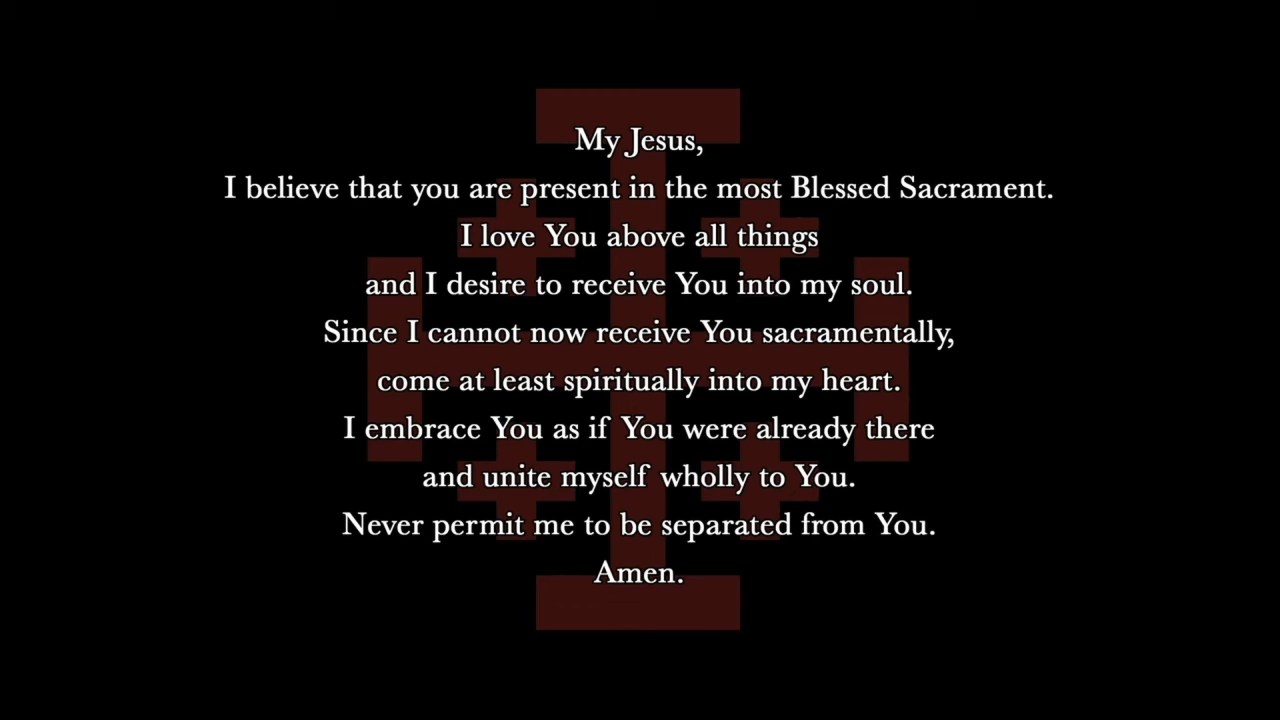 My Jesus,
I believe that you are present in the most Blessed Sacrament.
I love You above all things
and I desire to receive You into my soul.
Since I cannot now receive You sacramentally,
come at least spiritually into my heart.
I embrace You as if You were already there
and unite myself wholly to You.
Never permit me to be separated from You.
Amen.